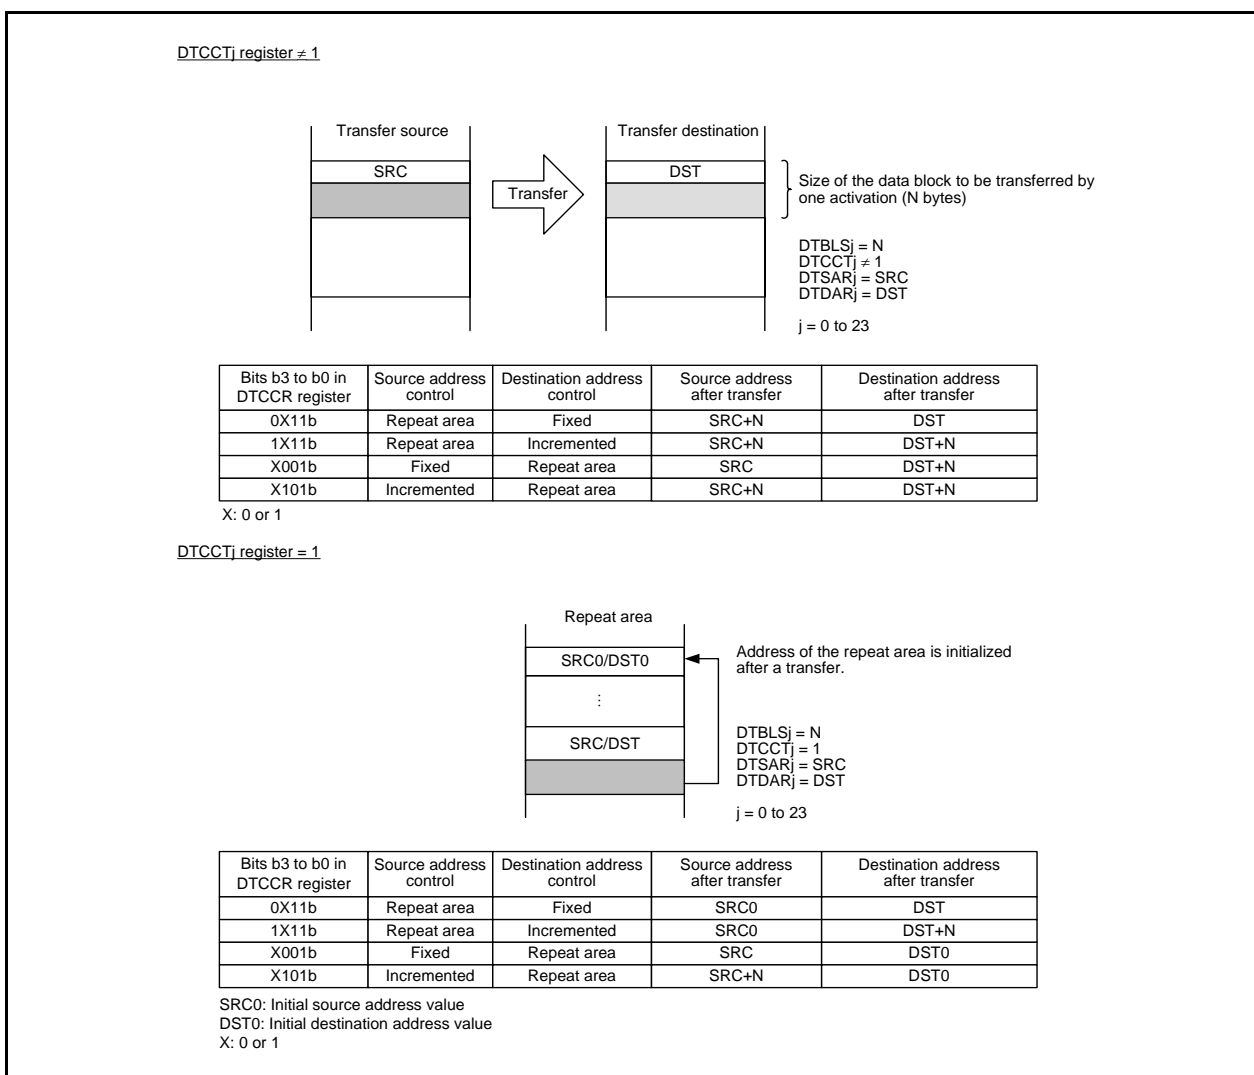 DTCCTj register ≠ 1
Transfer source
Transfer destination
SRC
Transfer
DST
Size of the data block to be transferred by
one activation (N bytes)
DTBLSj = N
DTCCTj ≠ 1
DTSARj = SRC
DTDARj = DST
j = 0 to 23
Bits b3 to b0 in DTCCR register Source address control Destination address control Source address after transfer Destination address after transfer
0X11b Repeat area Fixed SRC+N DST
1X11b Repeat area Incremented SRC+N DST+N
X001b Fixed Repeat area SRC DST+N
X101b Incremented Repeat area SRC+N DST+N
X: 0 or 1
DTCCTj register = 1
Repeat area
SRC0/DST0
⋮
SRC/DST
Address of the repeat area is initialized
after a transfer.
DTBLSj = N
DTCCTj = 1
DTSARj = SRC
DTDARj = DST
j = 0 to 23
Bits b3 to b0 in DTCCR register Source address control Destination address control Source address after transfer Destination address after transfer
0X11b Repeat area Fixed SRC0 DST
1X11b Repeat area Incremented SRC0 DST+N
X001b Fixed Repeat area SRC DST0
X101b Incremented Repeat area SRC+N DST0
SRC0: Initial source address value
DST0: Initial destination address value
X: 0 or 1